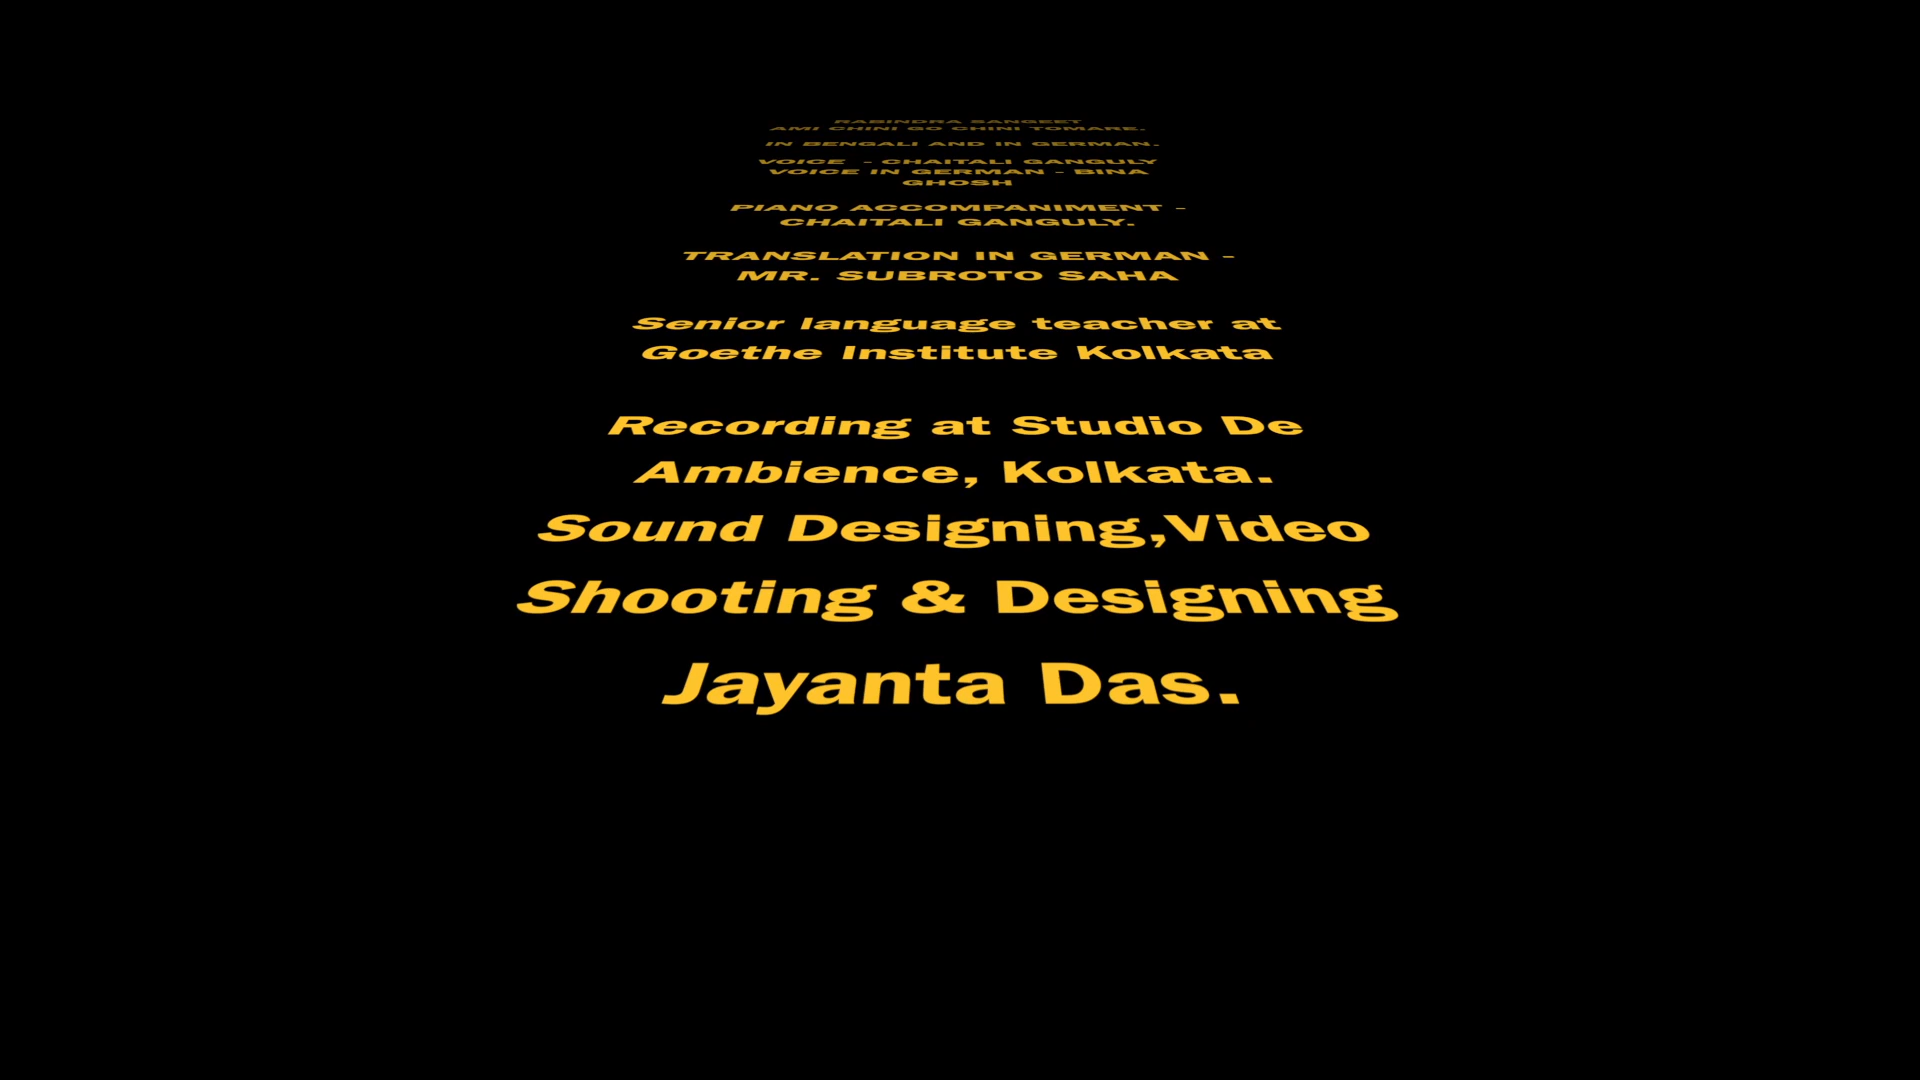 RABINDRA SANGEET
AMI CHINI GO CHINI TOMARE.
IN BENGALI AND IN GERMAN.
VOICE - CHAITALI GANGULY
VOICE IN GERMAN - BINA
GHOSH
PIANO ACCOMPANIMENT -
CHAITALI GANGULY.
TRANSLATION IN GERMAN -
MR. SUBROTO SAHA
Senior language teacher at
Goethe Institute Kolkata
Recording at Studio De
Ambience, Kolkata.
Sound Designing,Video
Shooting & Designing
Jayanta Das.